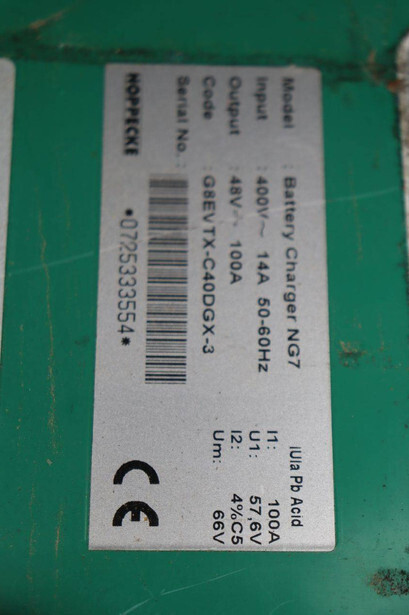 Model : Battery Charger NG7
Input : 400V~ 14A 50-60Hz
Output : 48V⎓ 100A
Code : G8EVTX-C40DGX-3
Serial No.:
HOPPECKE *0725333554*
IUIa Pb Acid
I1: 100A
U1: 57,6V
I2: 4%C5
Um: 66V
CE